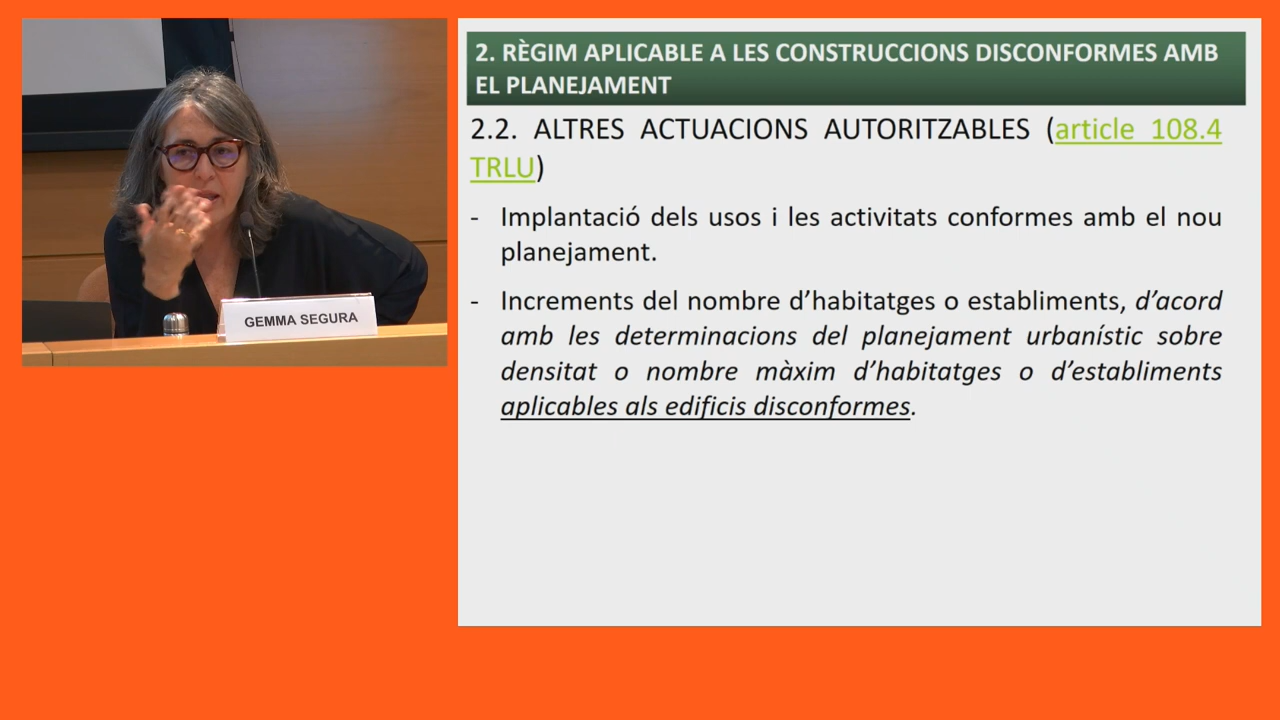 GEMMA SEGURA
2. RÈGIM APLICABLE A LES CONSTRUCCIONS DISCONFORMES AMB
EL PLANEJAMENT
2.2. ALTRES ACTUACIONS AUTORITZABLES (article 108.4
TRLU)
- Implantació dels usos i les activitats conformes amb el nou
planejament.
- Increments del nombre d’habitatges o establiments, d’acord
amb les determinacions del planejament urbanístic sobre
densitat o nombre màxim d’habitatges o d’establiments
aplicables als edificis disconformes.